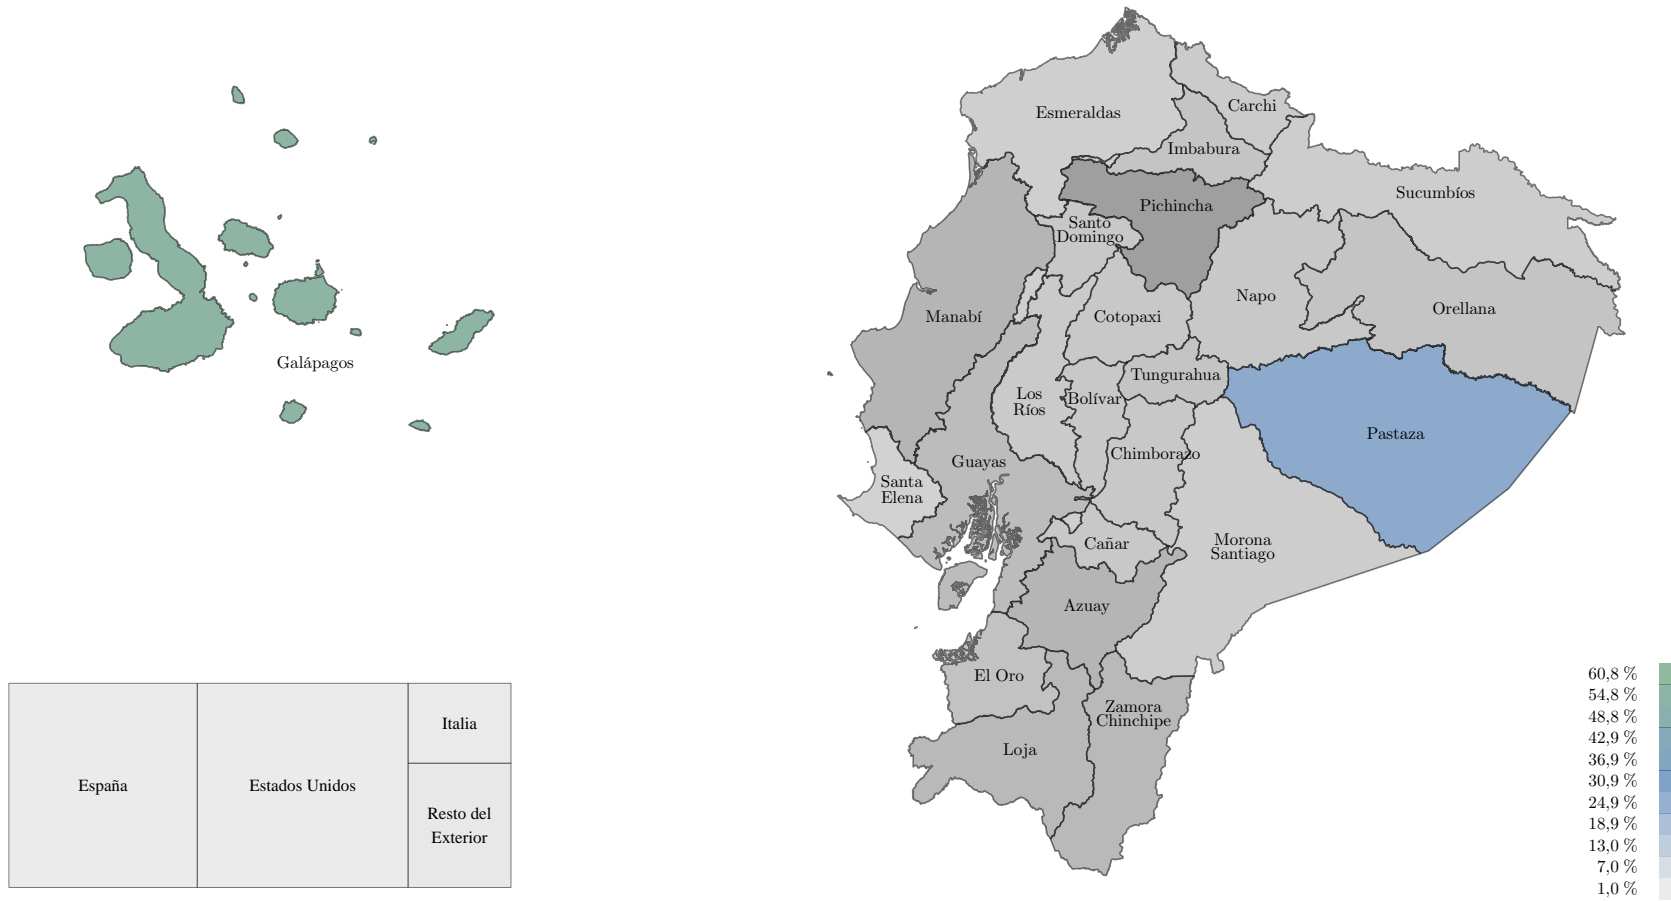 Esmeraldas
Carchi
Imbabura
Sucumbíos
Pichincha
Santo
Domingo
Manabí
Cotopaxi
Napo
Orellana
Galápagos
Los
Ríos
Bolívar
Tungurahua
Pastaza
Guayas
Chimborazo
Santa
Elena
Cañar
Morona
Santiago
Azuay
El Oro
Zamora
Chinchipe
Loja
España
Estados Unidos
Italia
Resto del
Exterior
60,8 %
54,8 %
48,8 %
42,9 %
36,9 %
30,9 %
24,9 %
18,9 %
13,0 %
7,0 %
1,0 %